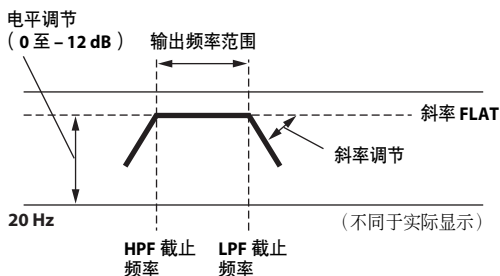 电平调节
（ 0 至 – 12 dB ）
输出频率范围
斜率 FLAT
斜率调节
20 Hz
（不同于实际显示）
HPF 截止
频率
LPF 截止
频率